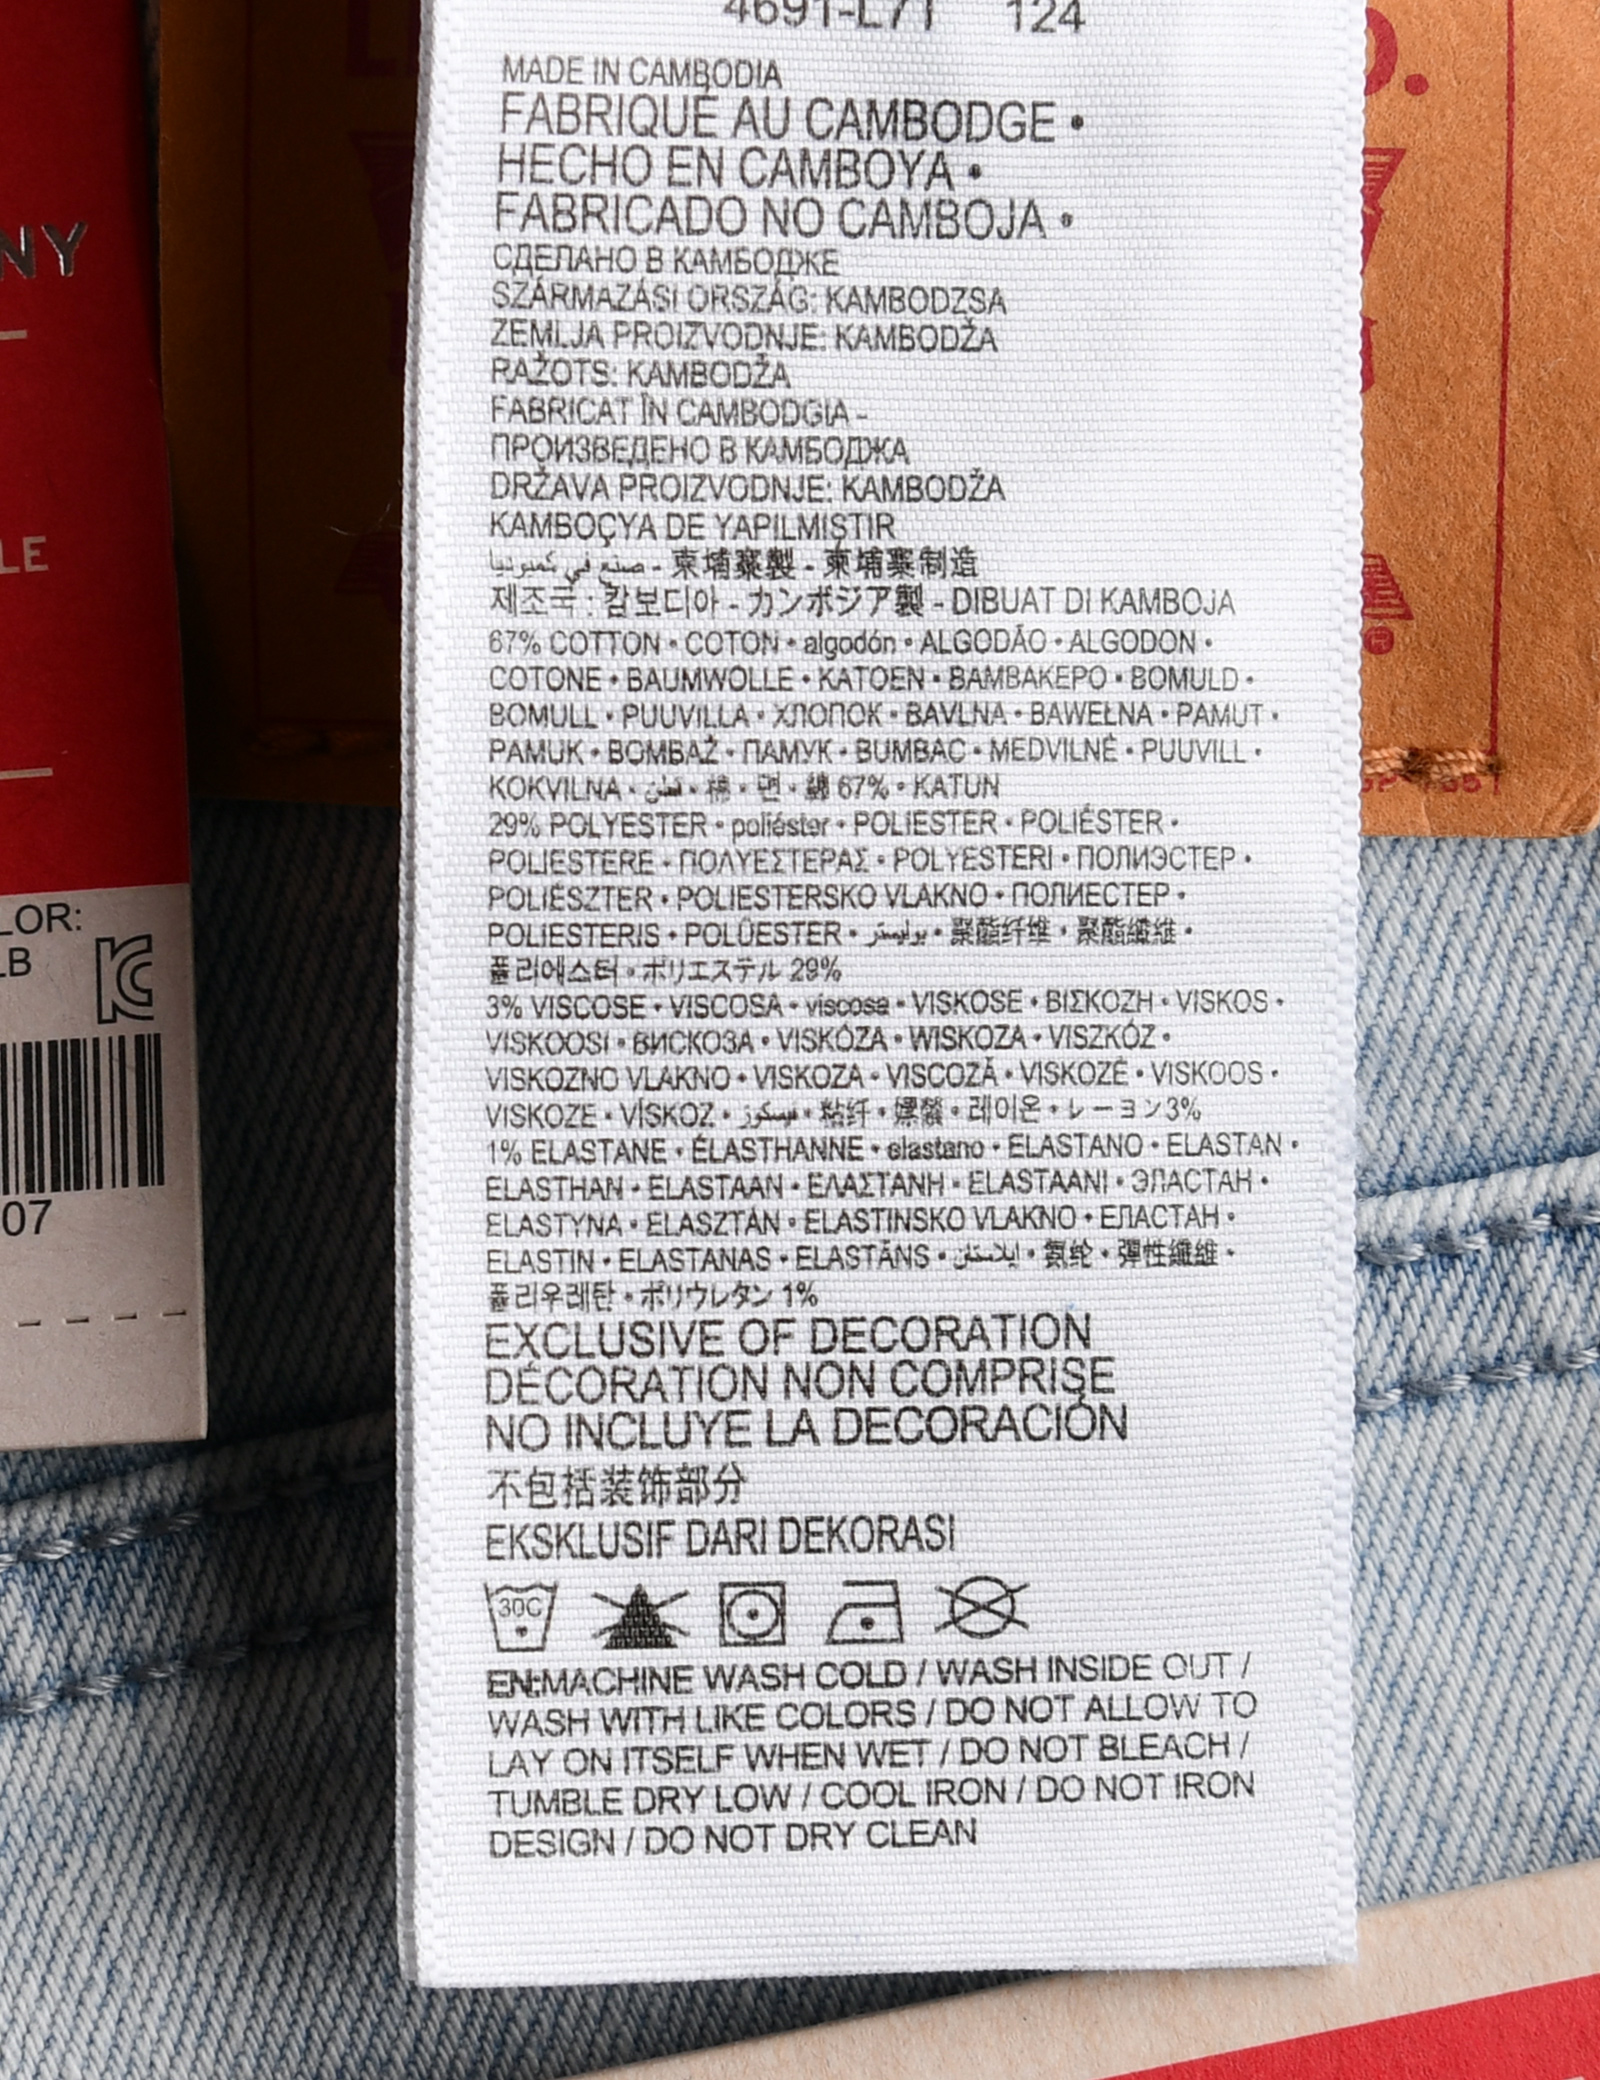 4691-L71 124
MADE IN CAMBODIA
FABRIQUÉ AU CAMBODGE •
HECHO EN CAMBOYA •
FABRICADO NO CAMBOJA •
СДЕЛАНО В КАМБОДЖЕ
SZÁRMAZÁSI ORSZÁG: KAMBODZSA
ZEMLJA PROIZVODNJE: KAMBODŽA
RAŽOTS: KAMBODŽA
FABRICAT ÎN CAMBODGIA -
ПРОИЗВЕДЕНО В КАМБОДЖА
DRŽAVA PROIZVODNJE: KAMBODŽA
KAMBOÇYA DE YAPILMIŞTIR
صنع في كمبوديا - 柬埔寨製 - 柬埔寨制造
제조국 : 캄보디아 - カンボジア製 - DIBUAT DI KAMBOJA
67% COTTON • COTON • algodón • ALGODÃO • ALGODON •
COTONE • BAUMWOLLE • KATOEN • BAMBAKEPO • BOMULD •
BOMULL • PUUVILLA • ХЛОПОК • BAVLNA • BAWEŁNA • PAMUT •
PAMUK • BOMBAŽ • ПАМУК • BUMBAC • MEDVILNĖ • PUUVILL •
KOKVILNA • قطن • 棉 • 면 • 綿 67% • KATUN
29% POLYESTER • poliéster • POLIESTER • POLIÉSTER •
POLIESTERE • ΠΟΛΥΕΣΤΕΡΑΣ • POLYESTERI • ПОЛИЭСТЕР •
POLIÉSZTER • POLIESTERSKO VLAKNO • ПОЛИЕСТЕР •
POLIESTERIS • POLÜESTER • بوليستر • 聚酯纤维 • 聚酯纖維 •
폴리에스터 • ポリエステル 29%
3% VISCOSE • VISCOSA • viscosa • VISKOSE • ΒΙΣΚΟΖΗ • VISKOS •
VISKOOSI • ВИСКОЗА • VISKÓZA • WISKOZA • VISZKÓZ •
VISKOZNO VLAKNO • VISKOZA • VISCOZĂ • VISKOZĖ • VISKOOS •
VISKOZE • VİSKOZ • فيسكوز • 粘纤 • 嫘縈 • 레이온 • レーヨン3%
1% ELASTANE • ÉLASTHANNE • elastano • ELASTANO • ELASTAN •
ELASTHAN • ELASTAAN • ΕΛΑΣΤΑΝΗ • ELASTAANI • ЭЛАСТАН •
ELASTYNA • ELASZTÁN • ELASTINSKO VLAKNO • ЕЛАСТАН •
ELASTIN • ELASTANAS • ELASTĀNS • إيلاستان • 氨纶 • 彈性纖維 •
폴리우레탄 • ポリウレタン 1%
EXCLUSIVE OF DECORATION
DÉCORATION NON COMPRISE
NO INCLUYE LA DECORACIÓN
不包括装饰部分
EKSKLUSIF DARI DEKORASI
30C
EN:MACHINE WASH COLD / WASH INSIDE OUT /
WASH WITH LIKE COLORS / DO NOT ALLOW TO
LAY ON ITSELF WHEN WET / DO NOT BLEACH /
TUMBLE DRY LOW / COOL IRON / DO NOT IRON
DESIGN / DO NOT DRY CLEAN
NY
LE
LOR:
LB
07
O.
®